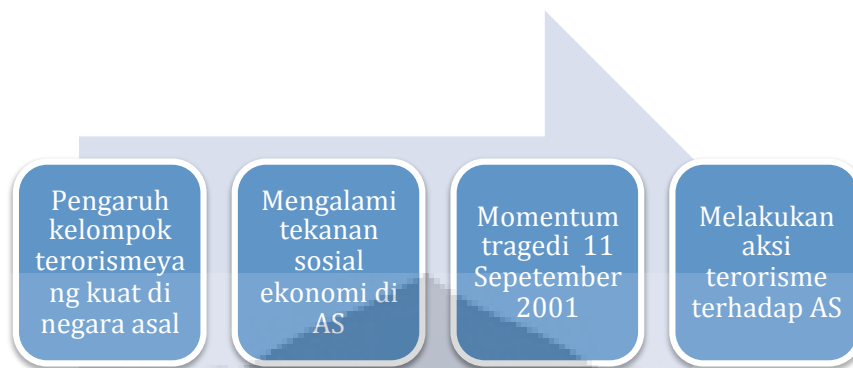 Pengaruh
kelompok
terorismeya
ng kuat di
negara asal
Mengalami
tekanan
sosial
ekonomi di
AS
Momentum
tragedi 11
Sepetember
2001
Melakukan
aksi
terorisme
terhadap AS